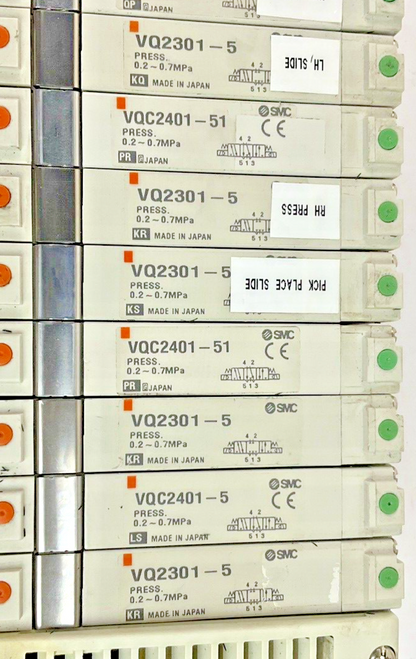 QP JAPAN
VQ2301-5
PRESS.
0.2~0.7MPa
KQ MADE IN JAPAN
4 2
5 1 3
LH, SLIDE
VQC2401-51
PRESS.
0.2~0.7MPa
PR JAPAN
SMC
CE
4 2
5 1 3
VQ2301-5
PRESS.
0.2~0.7MPa
KR MADE IN JAPAN
4 2
5 1 3
RH PRESS
VQ2301-5
PRESS.
0.2~0.7MPa
KS MADE IN JAPAN
PICK PLACE SLIDE
VQC2401-51
PRESS.
0.2~0.7MPa
PR JAPAN
SMC
CE
4 2
5 1 3
VQ2301-5
PRESS.
0.2~0.7MPa
KR MADE IN JAPAN
SMC
4 2
5 1 3
VQC2401-5
PRESS.
0.2~0.7MPa
LS MADE IN JAPAN
SMC
CE
4 2
5 1 3
VQ2301-5
PRESS.
0.2~0.7MPa
KR MADE IN JAPAN
SMC
4 2
5 1 3